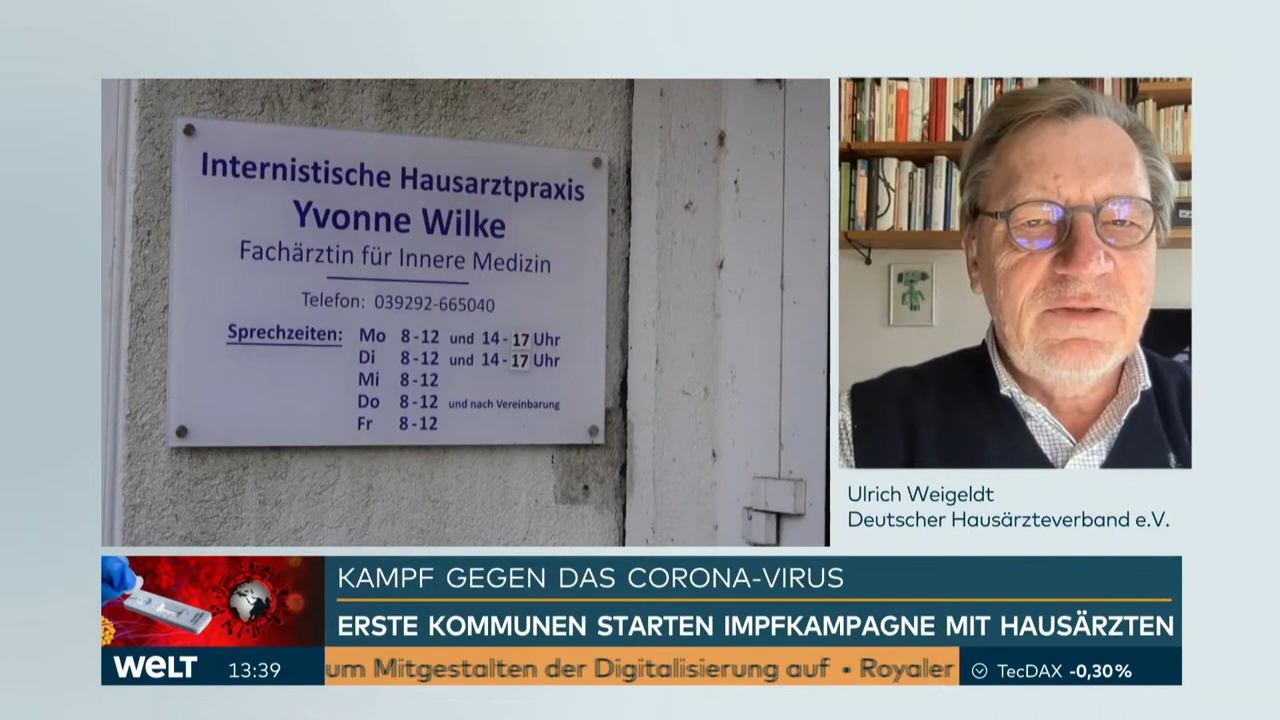 Internistische Hausarztpraxis
Yvonne Wilke
Fachärztin für Innere Medizin
Telefon: 039292-665040
Sprechzeiten: Mo 8-12 und 14-17 Uhr
Di 8-12 und 14-17 Uhr
Mi 8-12
Do 8-12 und nach Vereinbarung
Fr 8-12
Ulrich Weigeldt
Deutscher Hausärzteverband e.V.
KAMPF GEGEN DAS CORONA-VIRUS
ERSTE KOMMUNEN STARTEN IMPFKAMPAGNE MIT HAUSÄRZTEN
welt 13:39 um Mitgestalten der Digitalisierung auf • Royaler TecDAX -0,30%